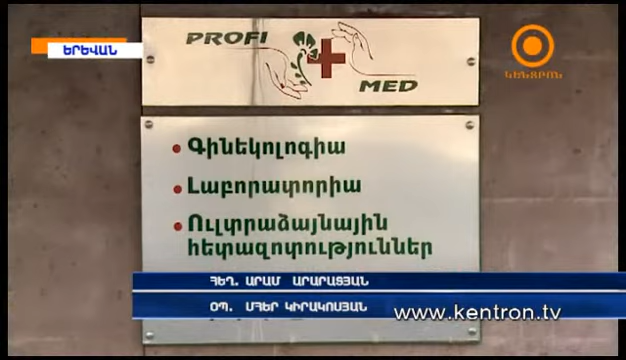 PROFI
MED
ԵՐԵՎԱՆ
ԿԵՆՏՐՈՆ
Գինեկոլոգիա
Լաբորատորիա
Ուլտրաձայնային
հետազոտություններ
ՀԵՂ. ԱՐԱՄ ԱՐԱՐԱՏՅԱՆ
ՕՊ. ՄՀԵՐ ԿԻՐԱԿՈՍՅԱՆ
www.kentron.tv